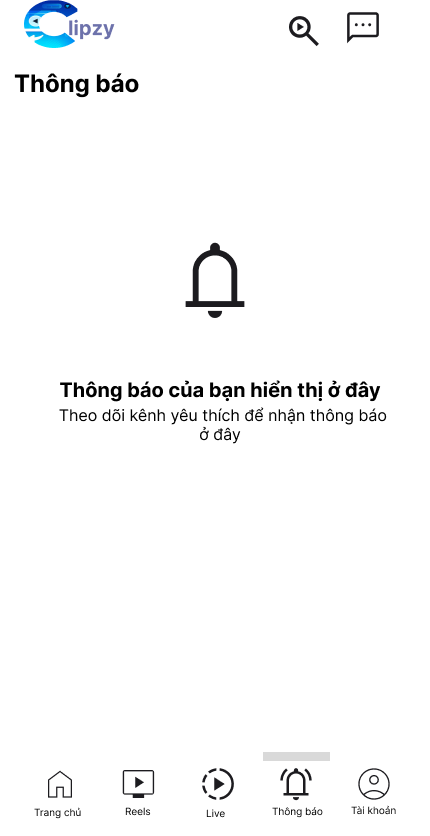 Clipzy
Thông báo
Thông báo của bạn hiển thị ở đây
Theo dõi kênh yêu thích để nhận thông báo
ở đây
Trang chủ
Reels
Live
Thông báo
Tài khoản